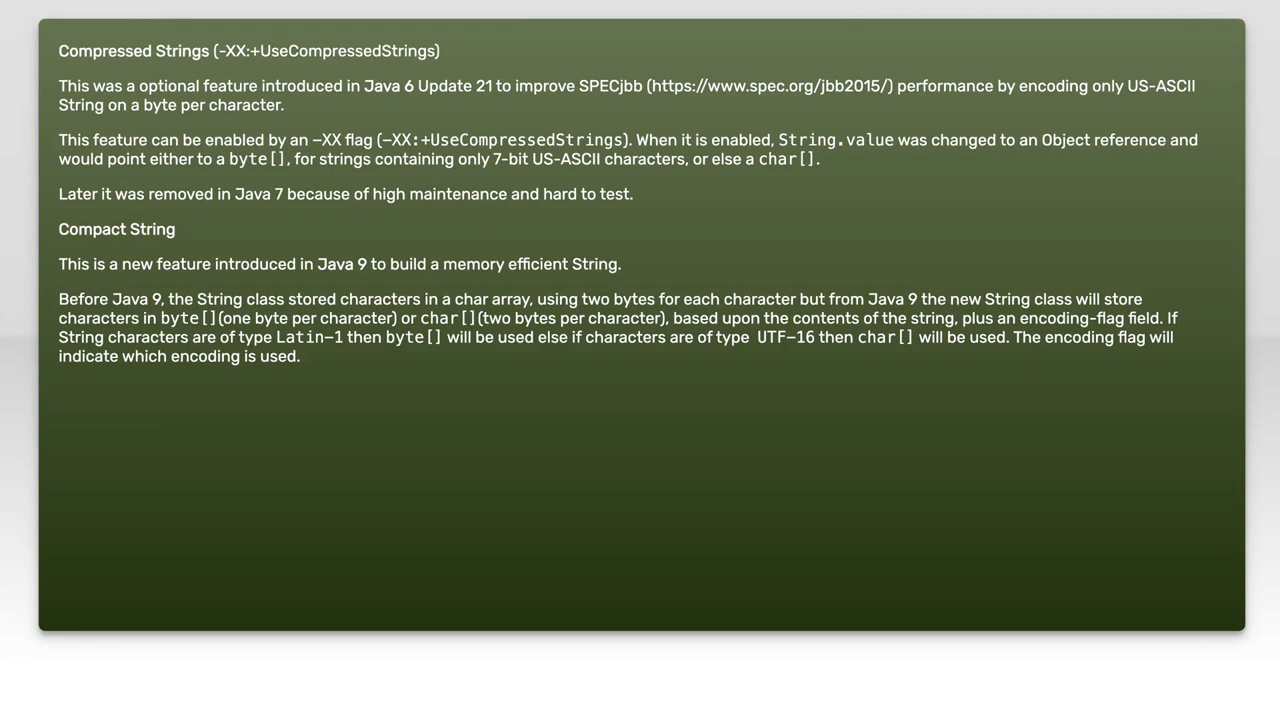 Compressed Strings (-XX:+UseCompressedStrings)
This was a optional feature introduced in Java 6 Update 21 to improve SPECjbb (https://www.spec.org/jbb2015/) performance by encoding only US-ASCII
String on a byte per character.
This feature can be enabled by an –XX flag (–XX:+UseCompressedStrings). When it is enabled, String.value was changed to an Object reference and
would point either to a byte[], for strings containing only 7-bit US-ASCII characters, or else a char[].
Later it was removed in Java 7 because of high maintenance and hard to test.
Compact String
This is a new feature introduced in Java 9 to build a memory efficient String.
Before Java 9, the String class stored characters in a char array, using two bytes for each character but from Java 9 the new String class will store
characters in byte[](one byte per character) or char[](two bytes per character), based upon the contents of the string, plus an encoding-flag field. If
String characters are of type Latin–1 then byte[] will be used else if characters are of type UTF–16 then char[] will be used. The encoding flag will
indicate which encoding is used.